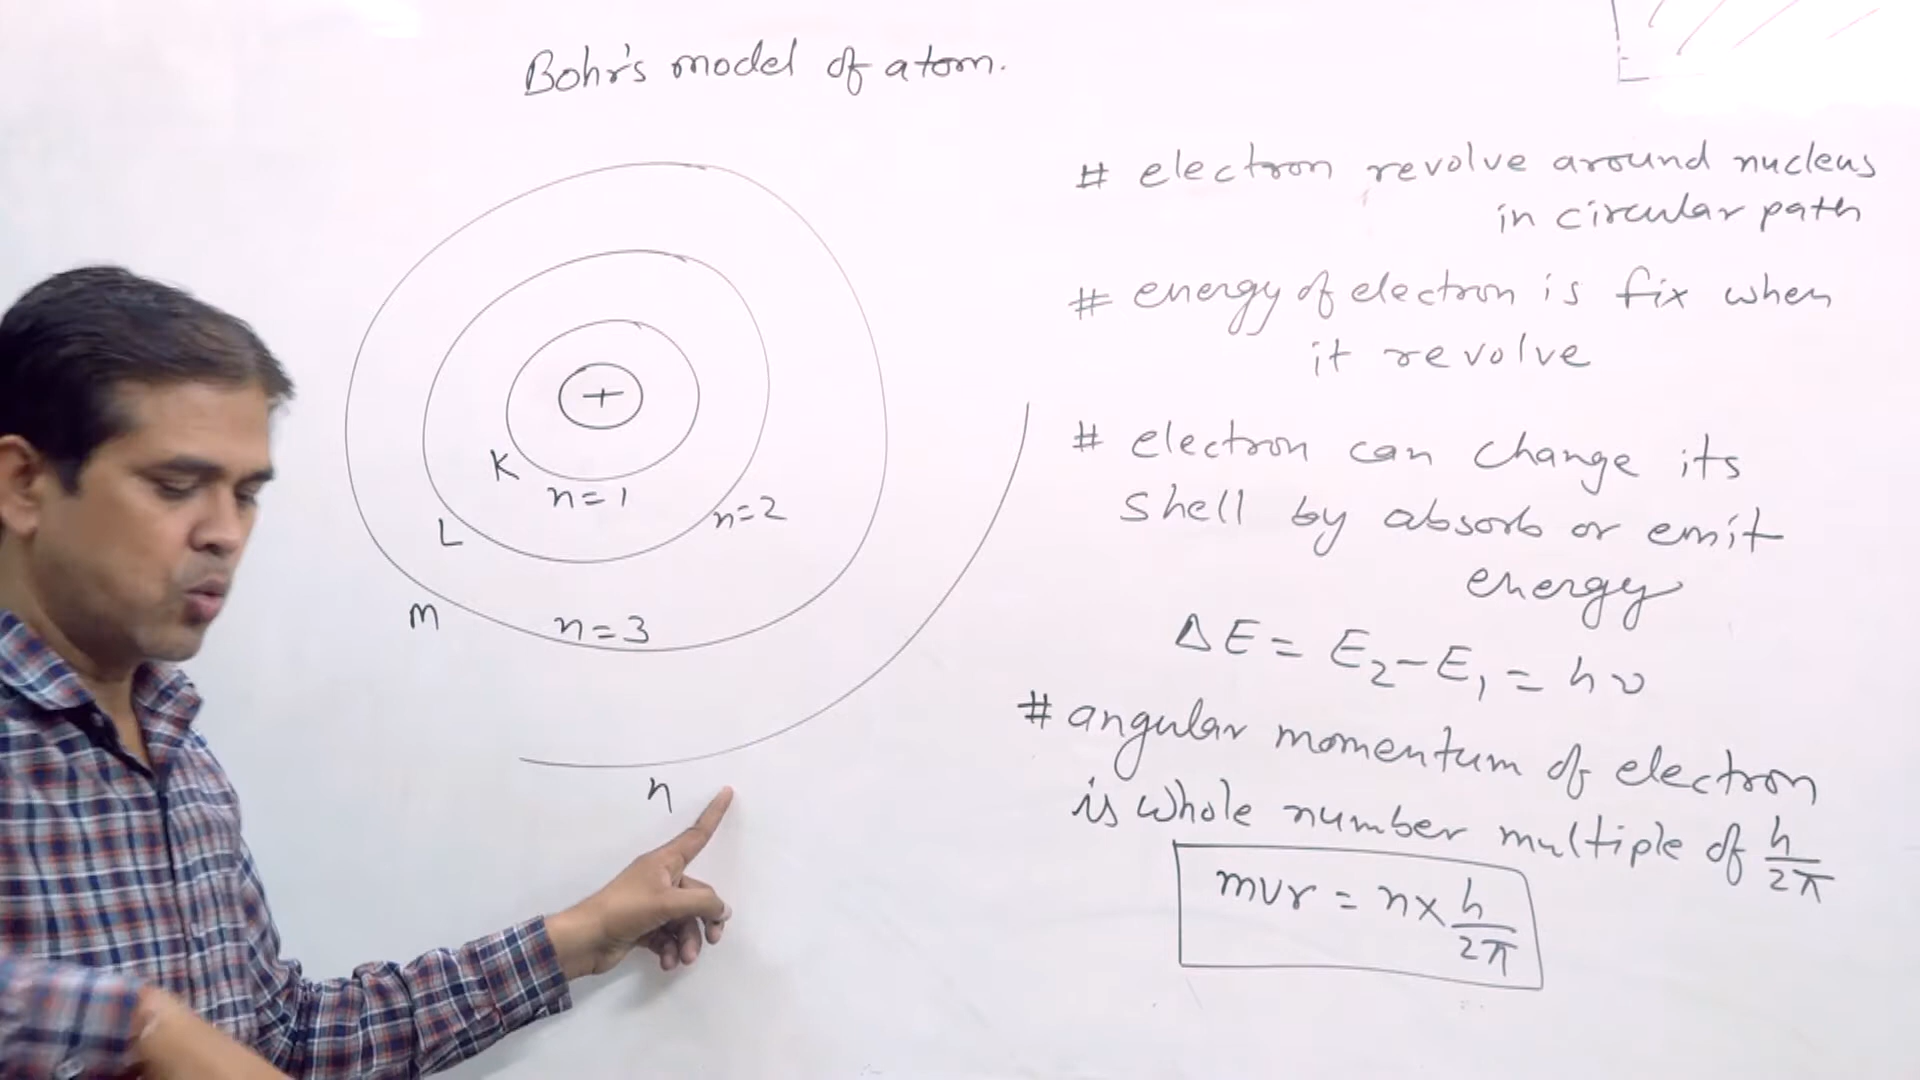 Bohr's model of atom.
+
K
n=1
L
n=2
m
n=3
n
# electron revolve around nucleus
in circular path
# energy of electron is fix when
it revolve
# electron can change its
shell by absorb or emit
energy
ΔE = E₂-E₁ = hυ
# angular momentum of electron
is whole number multiple of h/2π
mvr = n× h/2π